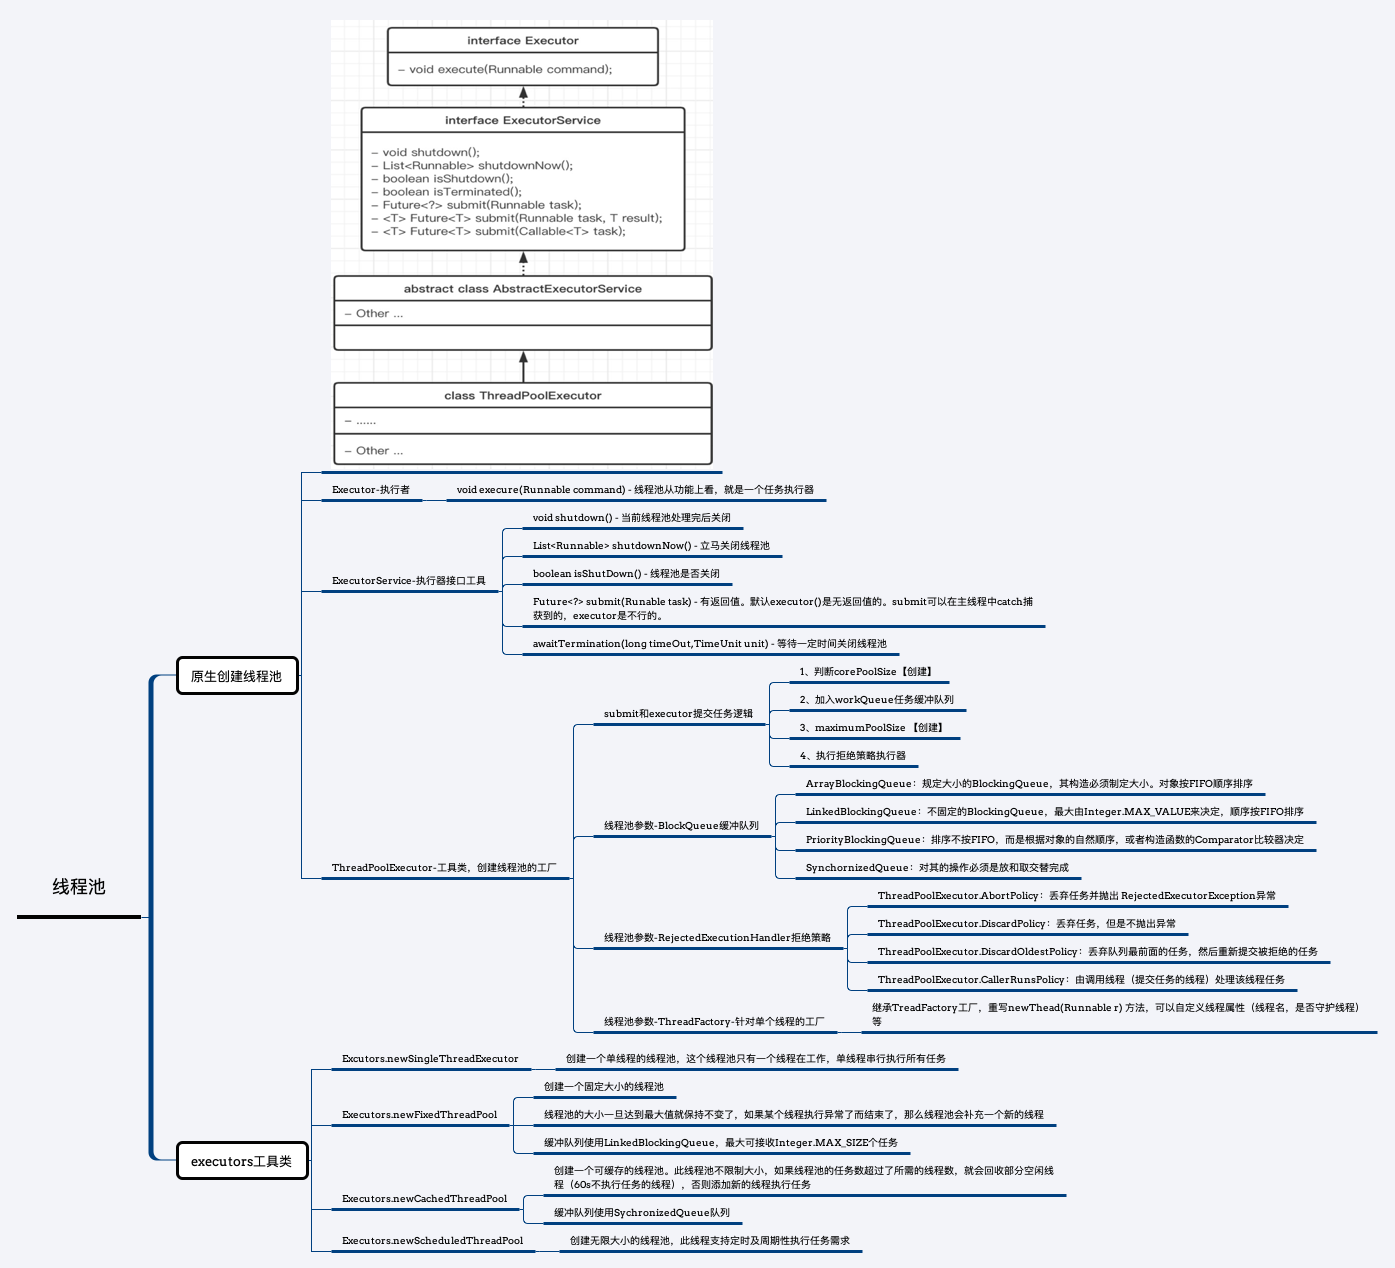 interface Executor
– void execute(Runnable command);
interface ExecutorService
– void shutdown();
– List<Runnable> shutdownNow();
– boolean isShutdown();
– boolean isTerminated();
– Future<?> submit(Runnable task);
– <T> Future<T> submit(Runnable task, T result);
– <T> Future<T> submit(Callable<T> task);
abstract class AbstractExecutorService
– Other ...
class ThreadPoolExecutor
– ......
– Other ...
线程池
原生创建线程池
Executor-执行者
void execure(Runnable command) - 线程池从功能上看，就是一个任务执行器
ExecutorService-执行器接口工具
void shutdown() - 当前线程池处理完后关闭
List<Runnable> shutdownNow() - 立马关闭线程池
boolean isShutDown() - 线程池是否关闭
Future<?> submit(Runable task) - 有返回值。默认executor()是无返回值的。submit可以在主线程中catch捕
获到的，executor是不行的。
awaitTermination(long timeOut,TimeUnit unit) - 等待一定时间关闭线程池
ThreadPoolExecutor-工具类，创建线程池的工厂
submit和executor提交任务逻辑
1、判断corePoolSize【创建】
2、加入workQueue任务缓冲队列
3、maximumPoolSize 【创建】
4、执行拒绝策略执行器
线程池参数-BlockQueue缓冲队列
ArrayBlockingQueue：规定大小的BlockingQueue，其构造必须制定大小。对象按FIFO顺序排序
LinkedBlockingQueue：不固定的BlockingQueue，最大由Integer.MAX_VALUE来决定，顺序按FIFO排序
PriorityBlockingQueue：排序不按FIFO，而是根据对象的自然顺序，或者构造函数的Comparator比较器决定
SynchornizedQueue：对其的操作必须是放和取交替完成
线程池参数-RejectedExecutionHandler拒绝策略
ThreadPoolExecutor.AbortPolicy：丢弃任务并抛出 RejectedExecutorException异常
ThreadPoolExecutor.DiscardPolicy：丢弃任务，但是不抛出异常
ThreadPoolExecutor.DiscardOldestPolicy：丢弃队列最前面的任务，然后重新提交被拒绝的任务
ThreadPoolExecutor.CallerRunsPolicy：由调用线程（提交任务的线程）处理该线程任务
线程池参数-ThreadFactory-针对单个线程的工厂
继承TreadFactory工厂，重写newThead(Runnable r) 方法，可以自定义线程属性（线程名，是否守护线程）
等
executors工具类
Excutors.newSingleThreadExecutor
创建一个单线程的线程池，这个线程池只有一个线程在工作，单线程串行执行所有任务
Executors.newFixedThreadPool
创建一个固定大小的线程池
线程池的大小一旦达到最大值就保持不变了，如果某个线程执行异常了而结束了，那么线程池会补充一个新的线程
缓冲队列使用LinkedBlockingQueue，最大可接收Integer.MAX_SIZE个任务
Executors.newCachedThreadPool
创建一个可缓存的线程池。此线程池不限制大小，如果线程池的任务数超过了所需的线程数，就会回收部分空闲线
程（60s不执行任务的线程），否则添加新的线程执行任务
缓冲队列使用SychronizedQueue队列
Executors.newScheduledThreadPool
创建无限大小的线程池，此线程支持定时及周期性执行任务需求